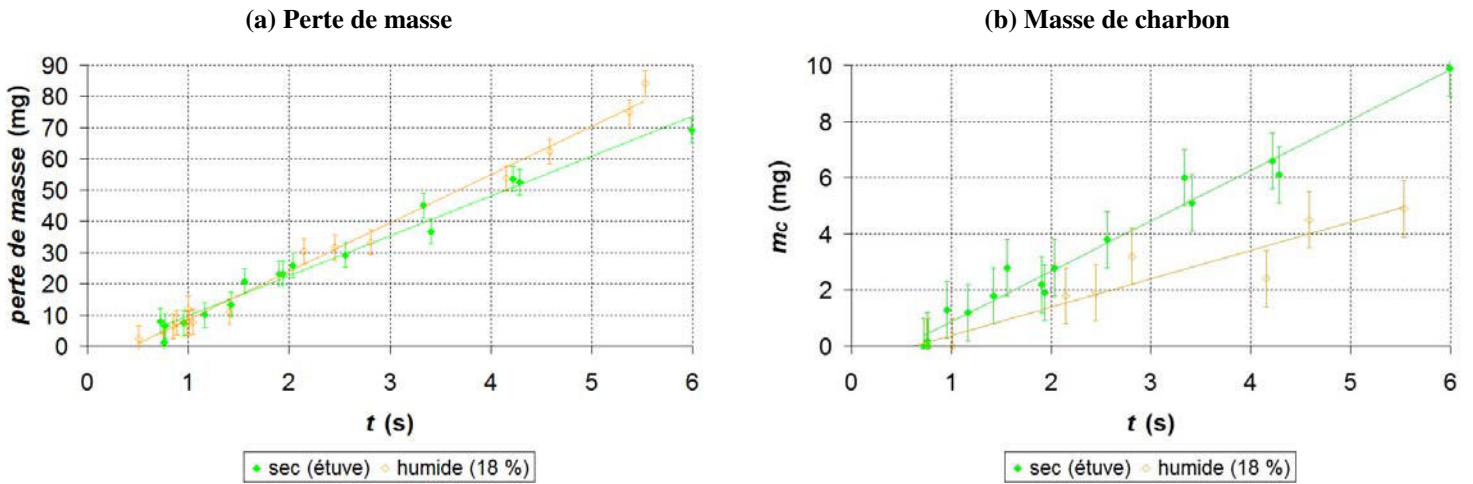 (a) Perte de masse
perte de masse (mg)
90
80
70
60
50
40
30
20
10
0
0 1 2 3 4 5 6
t (s)
sec (étuve) humide (18 %)
(b) Masse de charbon
mc (mg)
10
8
6
4
2
0
0 1 2 3 4 5 6
t (s)
sec (étuve) humide (18 %)